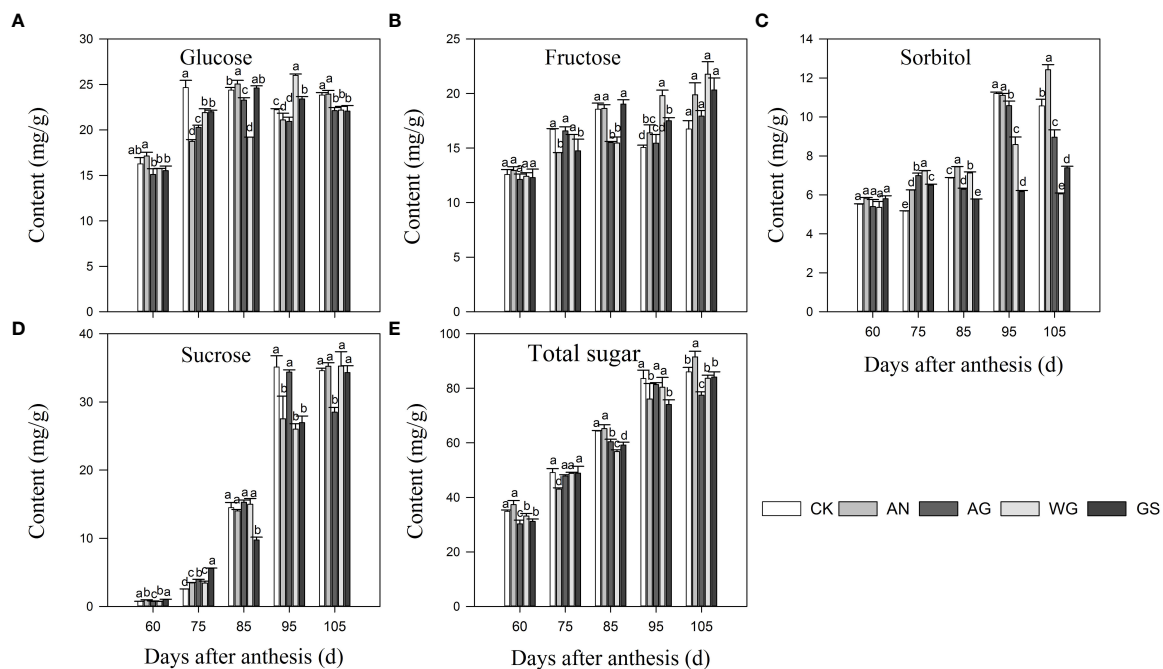 A
Glucose
Content (mg/g)
30
25
20
15
10
5
0
ab a b b b
a d c b b
b a c d ab
c c d a b
a a b b b
B
Fructose
Content (mg/g)
25
20
15
10
5
0
a a a a a
a b a a b
a a b b a
d c cd a b
a a a a a
C
Sorbitol
Content (mg/g)
14
12
10
8
6
4
2
0
a a a a a
e d b a c
c a d b e
a a b c d
b a c e d
60 75 85 95 105
Days after anthesis (d)
D
Sucrose
Content (mg/g)
40
30
20
10
0
a b c b a
d c b c a
a a a a b
a b a b b
a a b a a
60 75 85 95 105
Days after anthesis (d)
E
Total sugar
Content (mg/g)
100
80
60
40
20
0
a a c b b
a d a a a
a a b c d
a b a a b
b a c b b
60 75 85 95 105
Days after anthesis (d)
CK AN AG WG GS